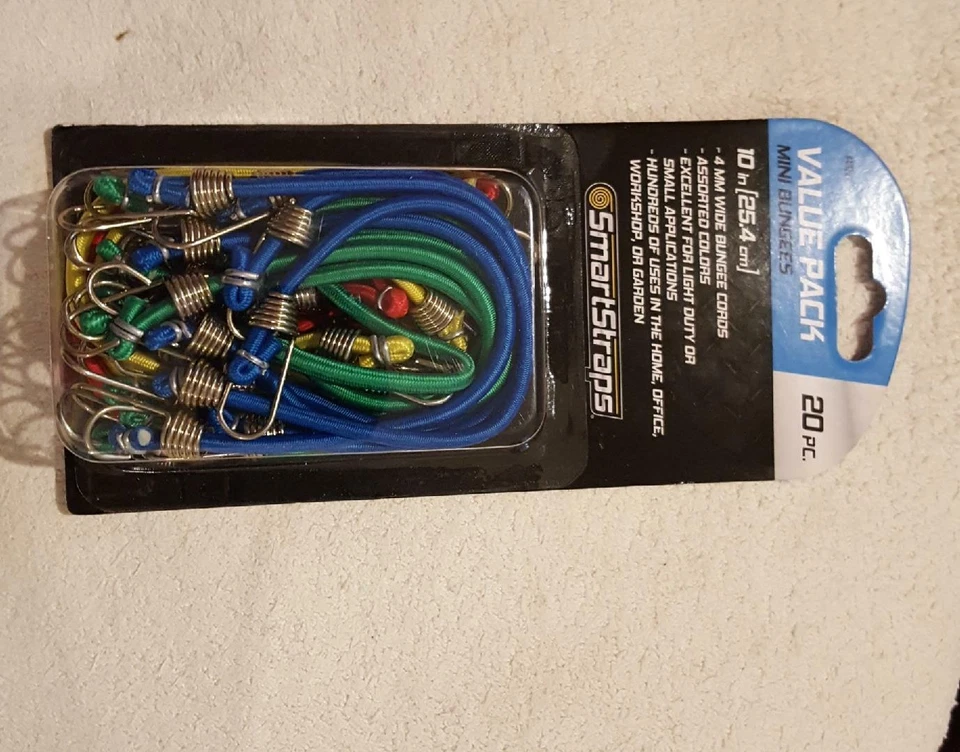 VALUE PACK
MINI BUNGEES
20 PC.
10 in [25.4 cm]
- 4 MM WIDE BUNGEE CORDS
- ASSORTED COLORS
- EXCELLENT FOR LIGHT DUTY OR
SMALL APPLICATIONS
- HUNDREDS OF USES IN THE HOME, OFFICE,
WORKSHOP, OR GARDEN
SmartStraps